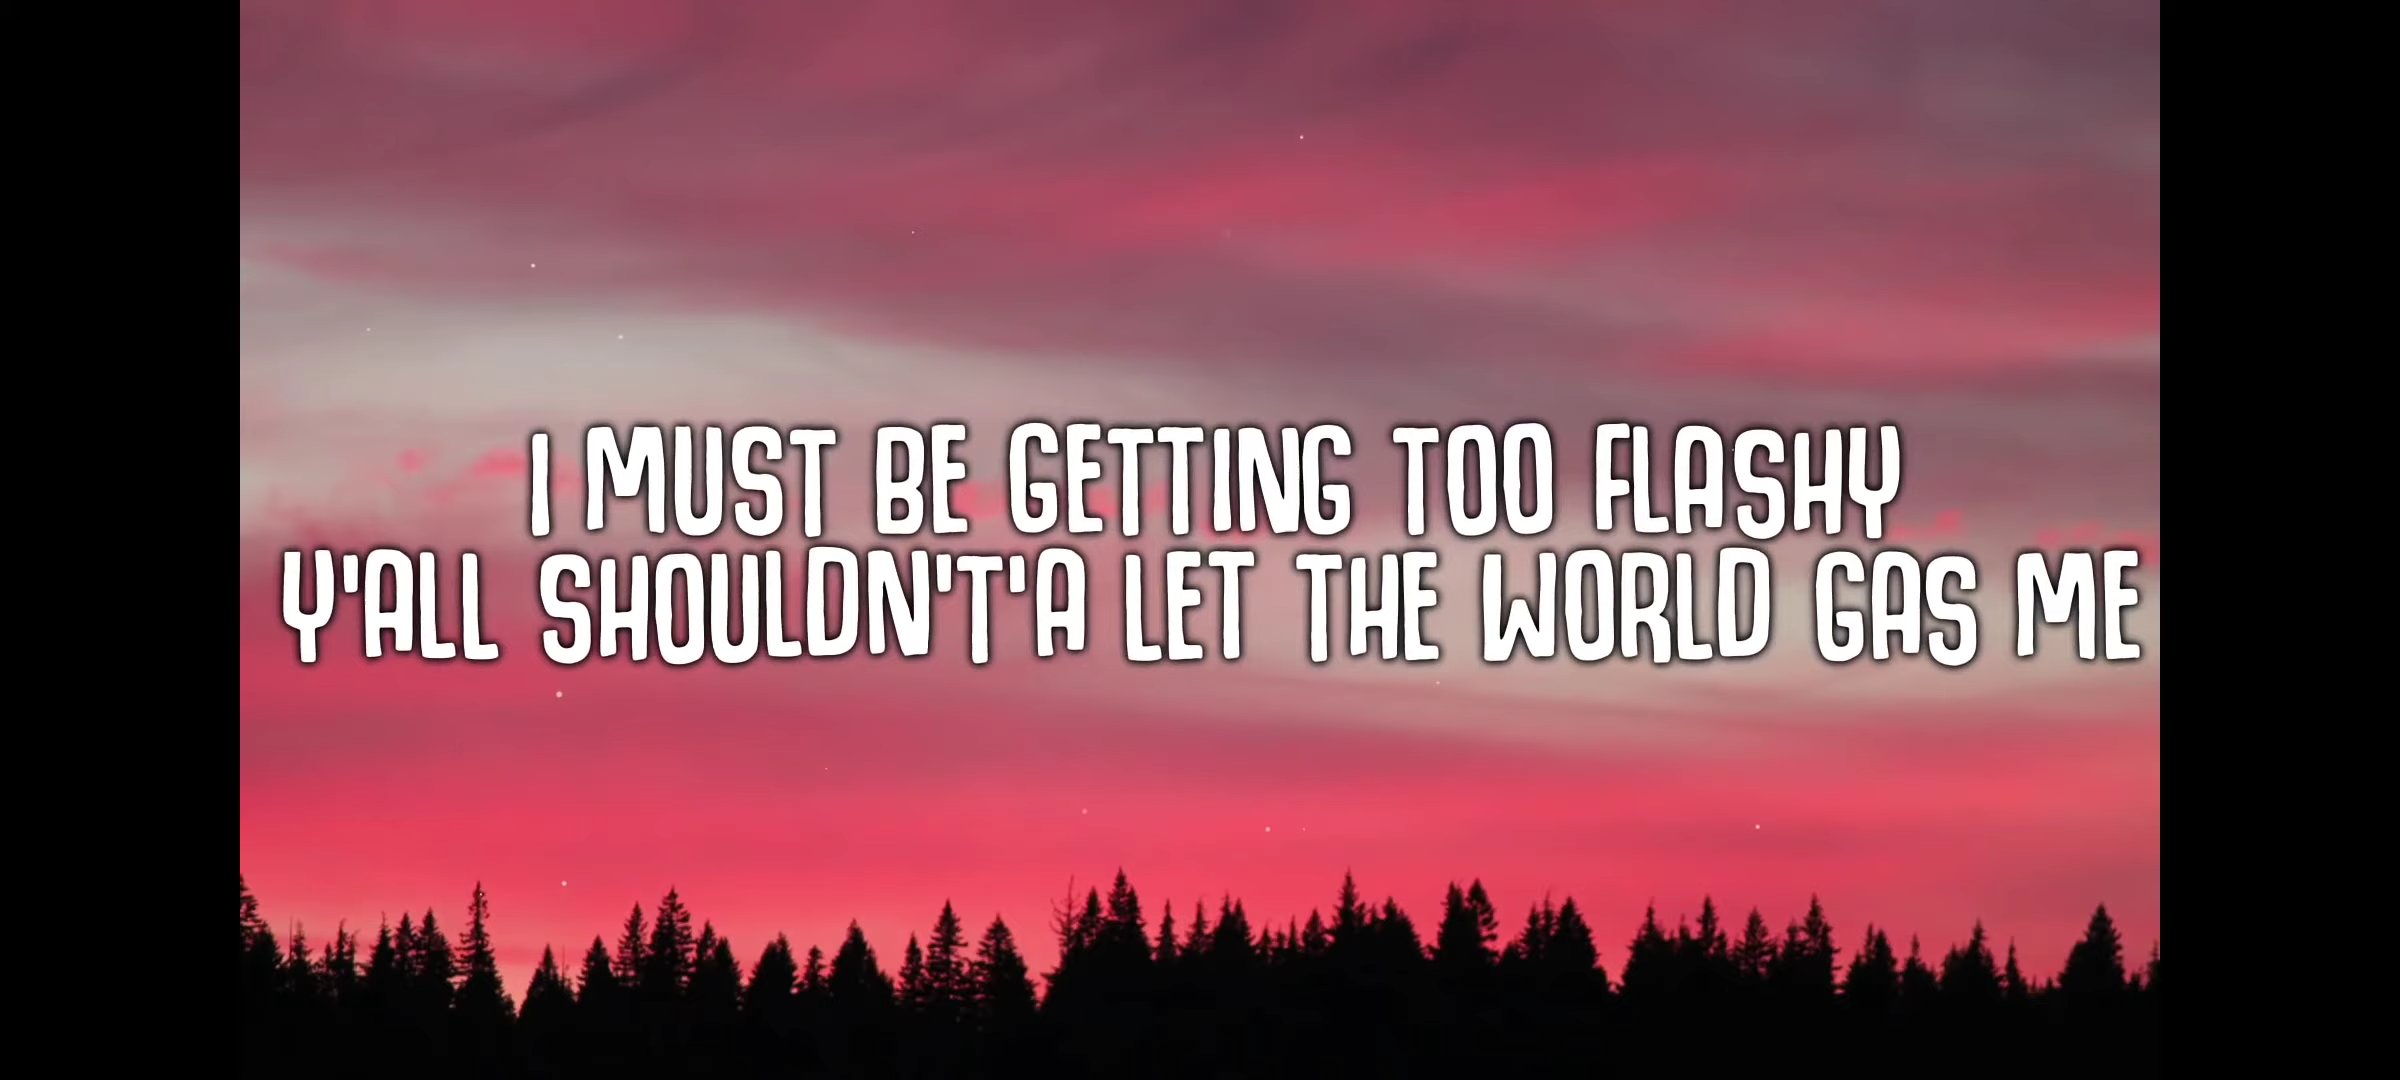 I MUST BE GETTING TOO FLASHY
Y'ALL SHOULDN'T'A LET THE WORLD GAS ME